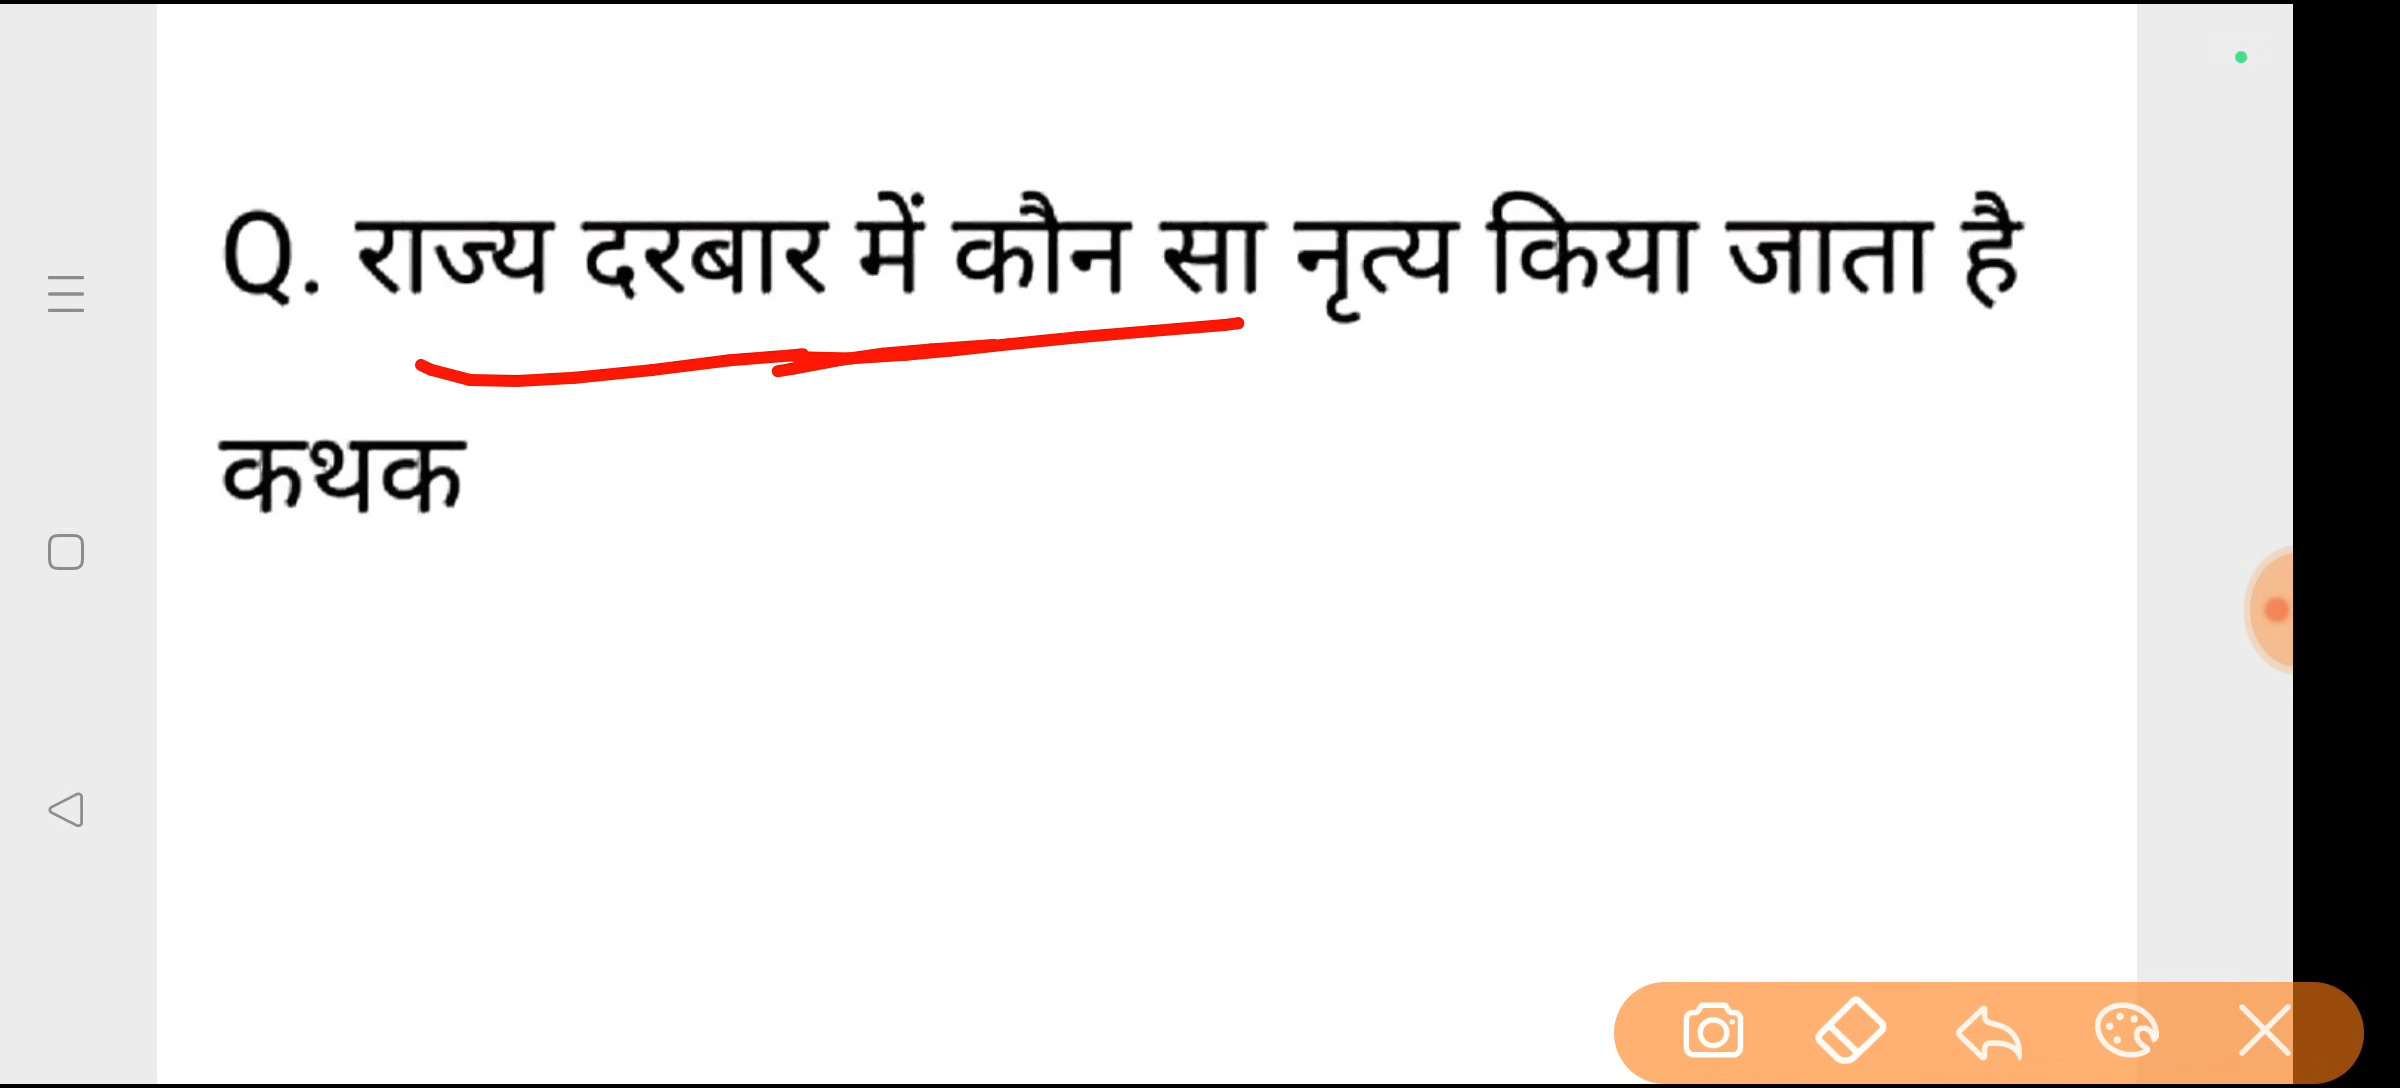 Q. राज्य दरबार में कौन सा नृत्य किया जाता है
कथक